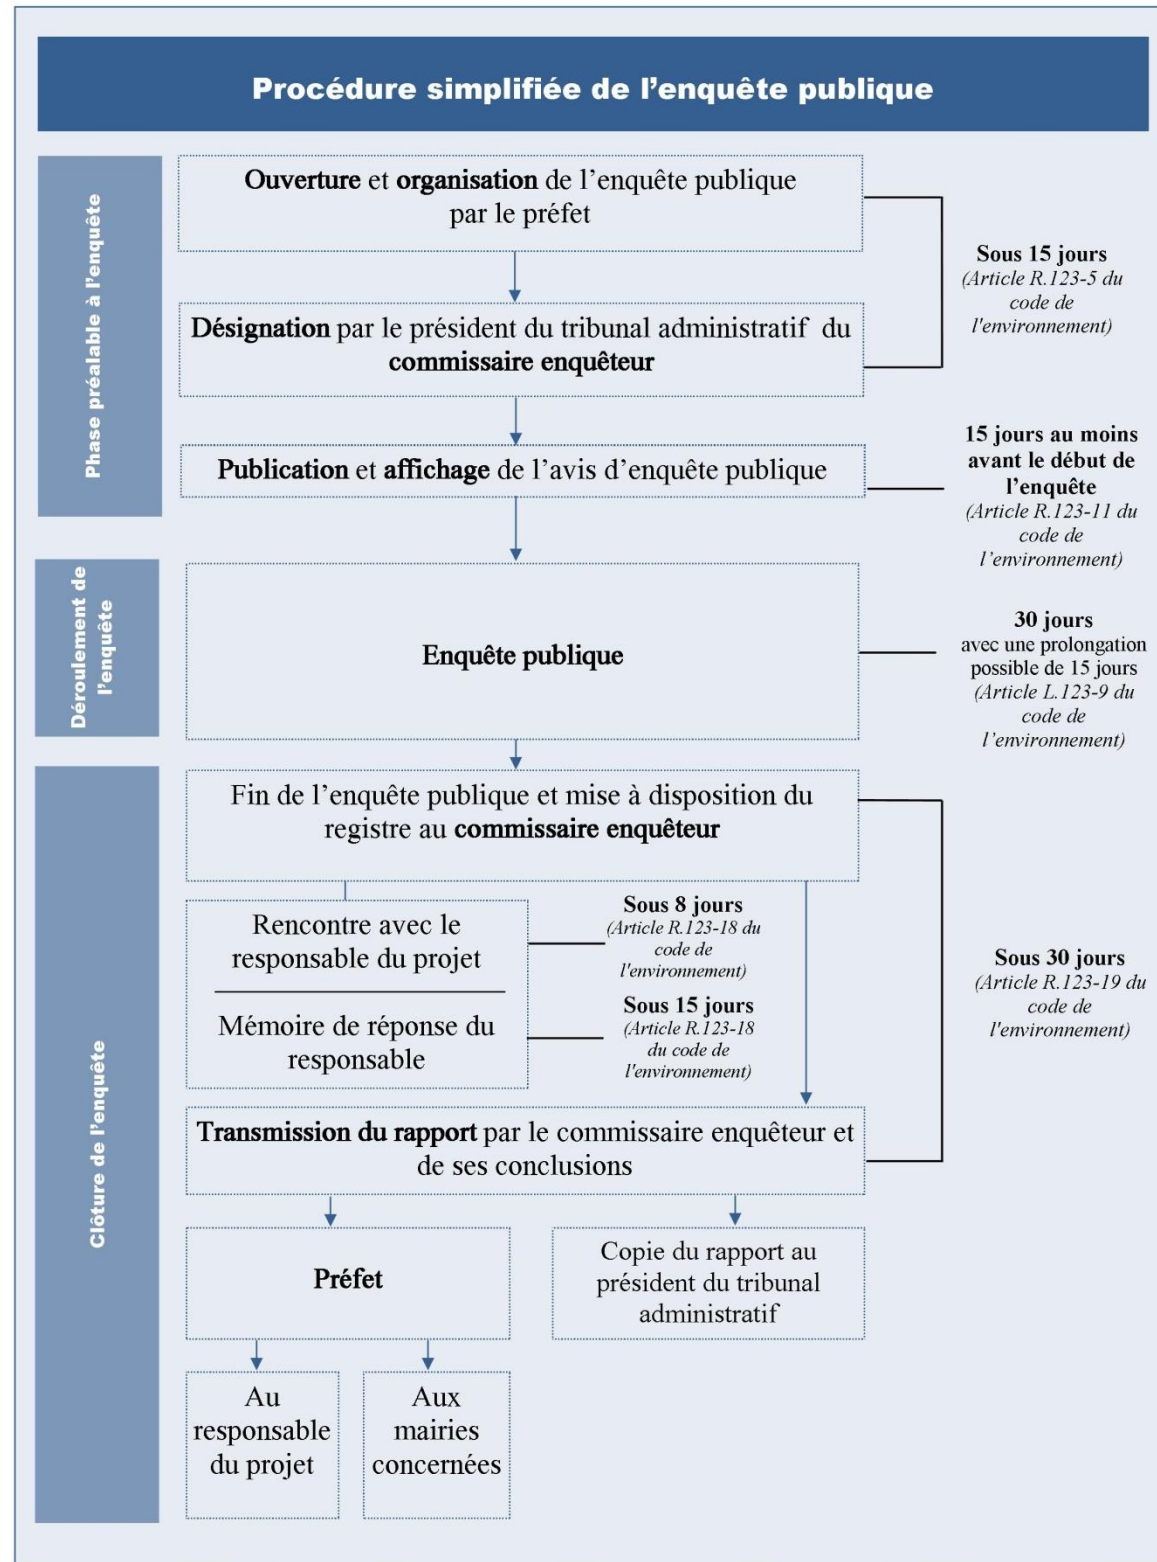 Procédure simplifiée de l'enquête publique
Phase préalable à l'enquête
Ouverture et organisation de l'enquête publique
par le préfet
Sous 15 jours
(Article R.123-5 du
code de
l'environnement)
Désignation par le président du tribunal administratif du
commissaire enquêteur
Publication et affichage de l'avis d'enquête publique
15 jours au moins
avant le début de
l'enquête
(Article R.123-11 du
code de
l'environnement)
Déroulement de
l'enquête
Enquête publique
30 jours
avec une prolongation
possible de 15 jours
(Article L.123-9 du
code de
l'environnement)
Clôture de l'enquête
Fin de l'enquête publique et mise à disposition du
registre au commissaire enquêteur
Rencontre avec le
responsable du projet
Sous 8 jours
(Article R.123-18 du
code de
l'environnement)
Mémoire de réponse du
responsable
Sous 15 jours
(Article R.123-18
du code de
l'environnement)
Sous 30 jours
(Article R.123-19 du
code de
l'environnement)
Transmission du rapport par le commissaire enquêteur et
de ses conclusions
Préfet
Copie du rapport au
président du tribunal
administratif
Au
responsable
du projet
Aux
mairies
concernées